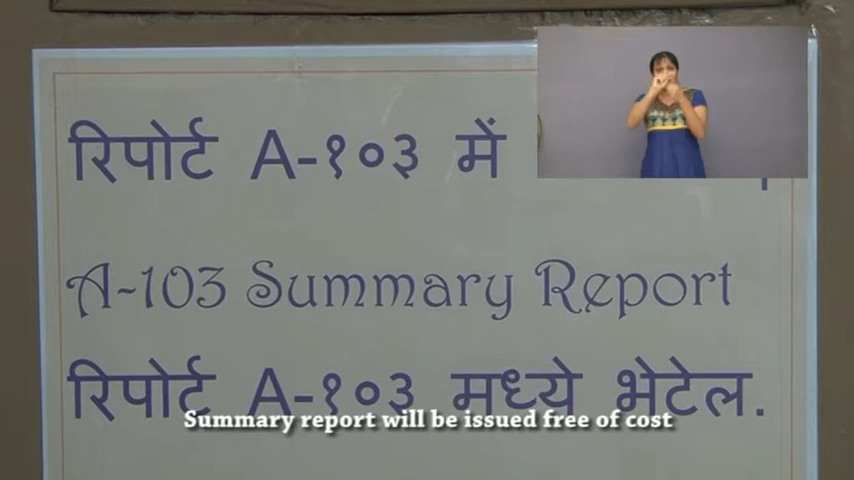 रिपोर्ट A-१०३ में
A-103 Summary Report
रिपोर्ट A-१०३ मध्ये भेटेल.
Summary report will be issued free of cost